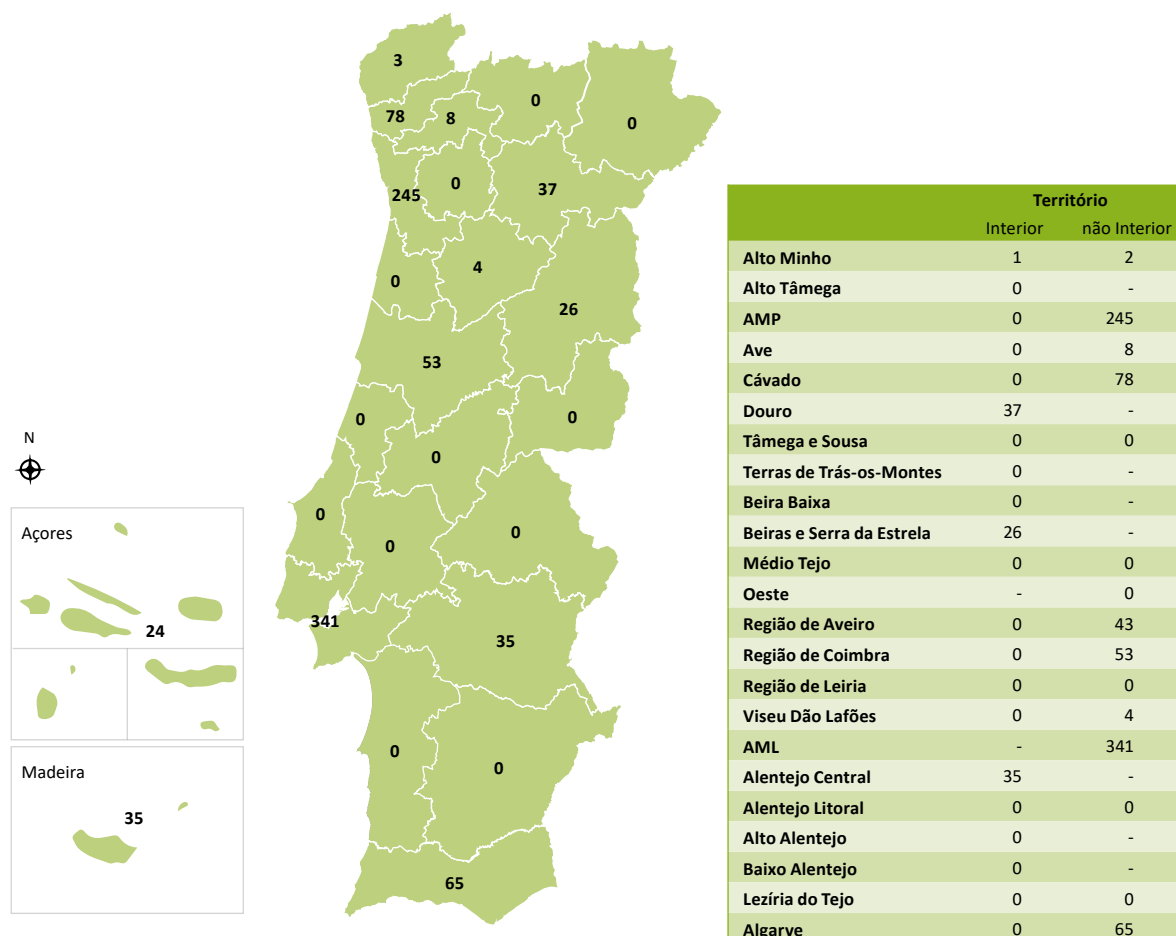 3
0
78
8
0
245
0
37
4
0
26
53
0
0
0
N
0
0
0
341
35
0
0
65
Açores
24
Madeira
35
Território
Interior não Interior
Alto Minho 1 2
Alto Tâmega 0 -
AMP 0 245
Ave 0 8
Cávado 0 78
Douro 37 -
Tâmega e Sousa 0 0
Terras de Trás-os-Montes 0 -
Beira Baixa 0 -
Beiras e Serra da Estrela 26 -
Médio Tejo 0 0
Oeste - 0
Região de Aveiro 0 43
Região de Coimbra 0 53
Região de Leiria 0 0
Viseu Dão Lafões 0 4
AML - 341
Alentejo Central 35 -
Alentejo Litoral 0 0
Alto Alentejo 0 -
Baixo Alentejo 0 -
Lezíria do Tejo 0 0
Algarve 0 65